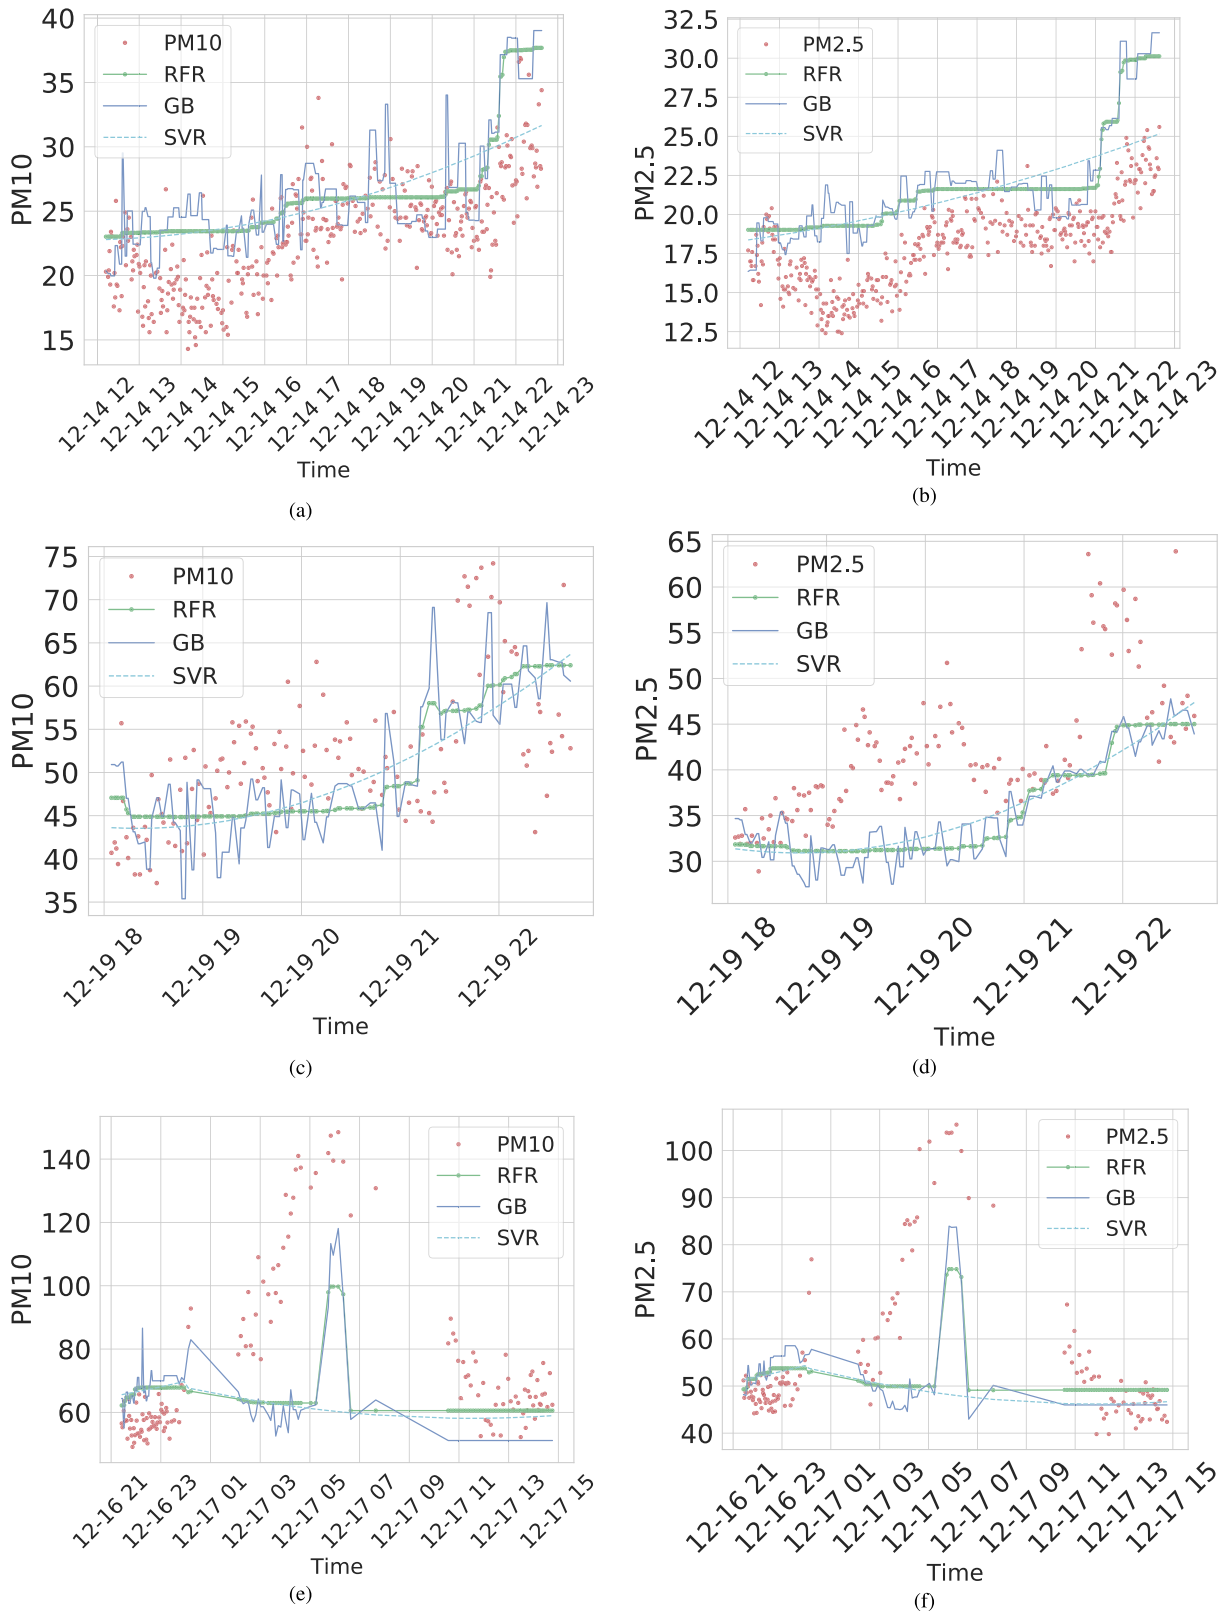 40
35
30
25
20
15
PM10
PM10
RFR
GB
SVR
12-14 12
12-14 13
12-14 14
12-14 15
12-14 16
12-14 17
12-14 18
12-14 19
12-14 20
12-14 21
12-14 22
12-14 23
Time
(a)
32.5
30.0
27.5
25.0
22.5
20.0
17.5
15.0
12.5
PM2.5
PM2.5
RFR
GB
SVR
12-14 12
12-14 13
12-14 14
12-14 15
12-14 16
12-14 17
12-14 18
12-14 19
12-14 20
12-14 21
12-14 22
12-14 23
Time
(b)
75
70
65
60
55
50
45
40
35
PM10
PM10
RFR
GB
SVR
12-19 18
12-19 19
12-19 20
12-19 21
12-19 22
Time
(c)
65
60
55
50
45
40
35
30
PM2.5
PM2.5
RFR
GB
SVR
12-19 18
12-19 19
12-19 20
12-19 21
12-19 22
Time
(d)
140
120
100
80
60
PM10
PM10
RFR
GB
SVR
12-16 21
12-16 23
12-17 01
12-17 03
12-17 05
12-17 07
12-17 09
12-17 11
12-17 13
12-17 15
Time
(e)
100
90
80
70
60
50
40
PM2.5
PM2.5
RFR
GB
SVR
12-16 21
12-16 23
12-17 01
12-17 03
12-17 05
12-17 07
12-17 09
12-17 11
12-17 13
12-17 15
Time
(f)